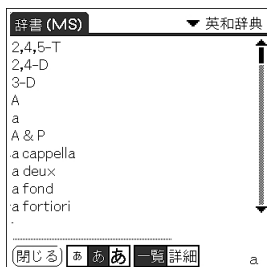 辞書(MS) ▼ 英和辞典
2,4,5-T
2,4-D
3-D
A
a
A & P
a cappella
a deux
a fond
a fortiori
閉じる あ あ あ 一覧 詳細 a